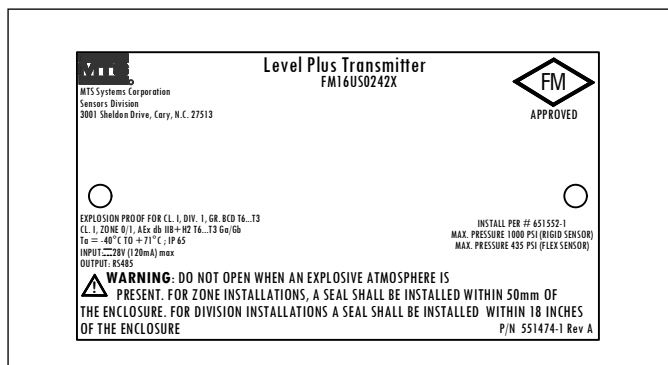 MTS
Level Plus Transmitter
FM16US0242X
FM
APPROVED
MTS Systems Corporation
Sensors Division
3001 Sheldon Drive, Cary, N.C. 27513
EXPLOSION PROOF FOR CL. I, DIV. 1, GR. BCD T6...T3
CL. I, ZONE 0/1, AEx db IIB+H2 T6...T3 Ga/Gb
Ta = -40°C TO +71°C ; IP 65
INPUT:⎓28V (120mA) max
OUTPUT: RS485
INSTALL PER # 651552-1
MAX. PRESSURE 1000 PSI (RIGID SENSOR)
MAX. PRESSURE 435 PSI (FLEX SENSOR)
WARNING: DO NOT OPEN WHEN AN EXPLOSIVE ATMOSPHERE IS
PRESENT. FOR ZONE INSTALLATIONS, A SEAL SHALL BE INSTALLED WITHIN 50mm OF
THE ENCLOSURE. FOR DIVISION INSTALLATIONS A SEAL SHALL BE INSTALLED WITHIN 18 INCHES
OF THE ENCLOSURE
P/N 551474-1 Rev A